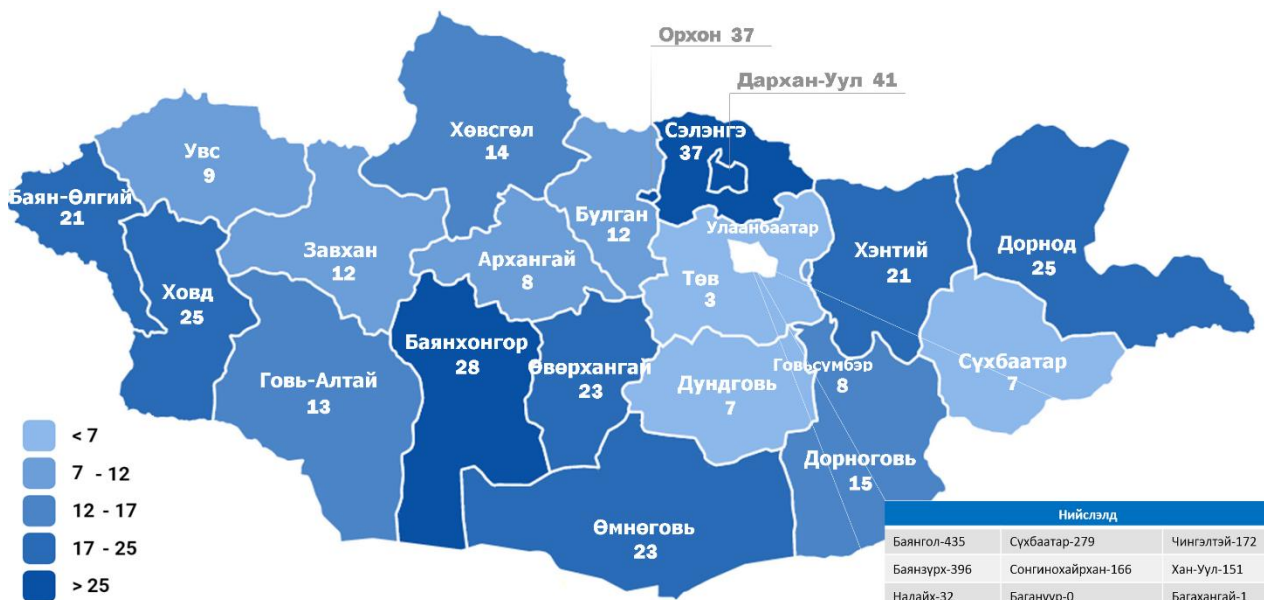 Орхон 37
Дархан-Уул 41
Хөвсгөл
14
Сэлэнгэ
37
Увс
9
Баян-Өлгий
21
Булган
12
Улаанбаатар
Завхан
12
Архангай
8
Хэнтий
21
Дорнод
25
Ховд
25
Төв
3
Баянхонгор
28
Өвөрхангай
23
Говь-Алтай
13
Дундговь
7
Говьсүмбэр
8
Сүхбаатар
7
Дорноговь
15
Өмнөговь
23
< 7
7 - 12
12 - 17
17 - 25
> 25
Нийслэлд
Баянгол-435 Сүхбаатар-279 Чингэлтэй-172
Баянзүрх-396 Сонгинохайрхан-166 Хан-Уул-151
Налайх-32 Багануур-0 Багахангай-1